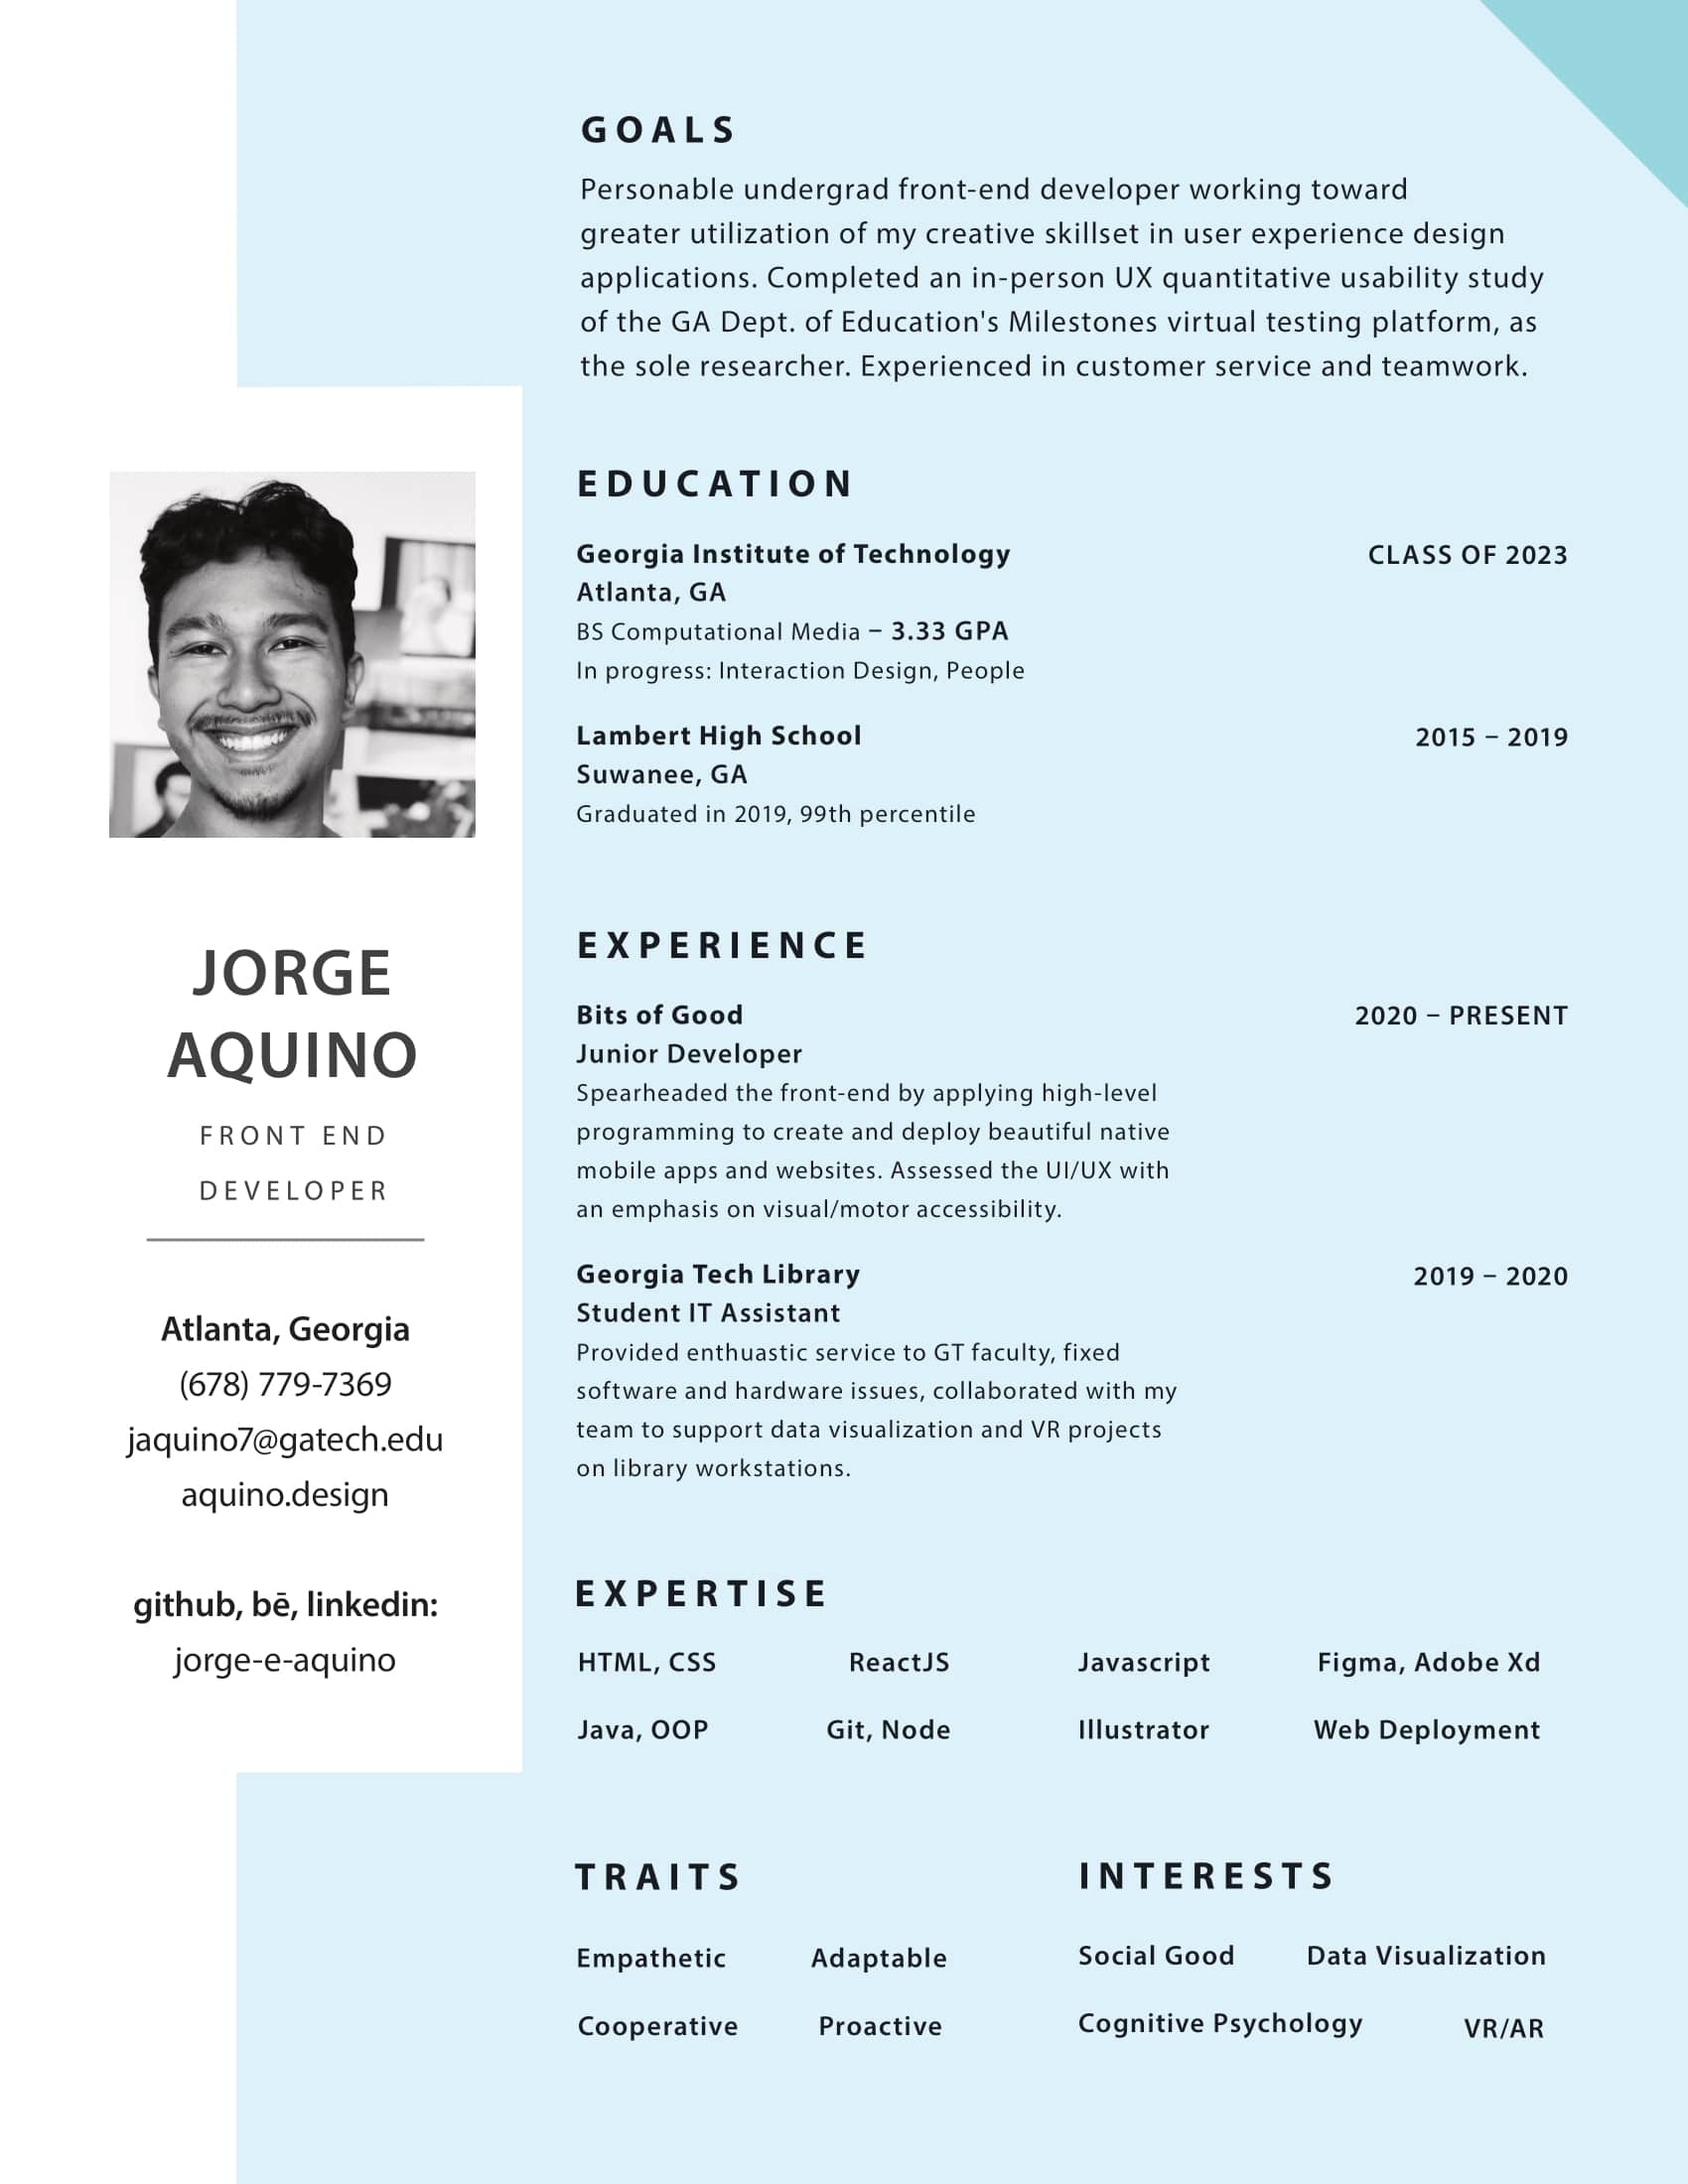 GOALS
Personable undergrad front-end developer working toward
greater utilization of my creative skillset in user experience design
applications. Completed an in-person UX quantitative usability study
of the GA Dept. of Education's Milestones virtual testing platform, as
the sole researcher. Experienced in customer service and teamwork.
EDUCATION
Georgia Institute of Technology CLASS OF 2023
Atlanta, GA
BS Computational Media – 3.33 GPA
In progress: Interaction Design, People
Lambert High School 2015 – 2019
Suwanee, GA
Graduated in 2019, 99th percentile
JORGE
AQUINO
FRONT END
DEVELOPER
Atlanta, Georgia
(678) 779-7369
jaquino7@gatech.edu
aquino.design
github, bē, linkedin:
jorge-e-aquino
EXPERIENCE
Bits of Good 2020 – PRESENT
Junior Developer
Spearheaded the front-end by applying high-level
programming to create and deploy beautiful native
mobile apps and websites. Assessed the UI/UX with
an emphasis on visual/motor accessibility.
Georgia Tech Library 2019 – 2020
Student IT Assistant
Provided enthuastic service to GT faculty, fixed
software and hardware issues, collaborated with my
team to support data visualization and VR projects
on library workstations.
EXPERTISE
HTML, CSS ReactJS Javascript Figma, Adobe Xd
Java, OOP Git, Node Illustrator Web Deployment
TRAITS
Empathetic Adaptable
Cooperative Proactive
INTERESTS
Social Good Data Visualization
Cognitive Psychology VR/AR